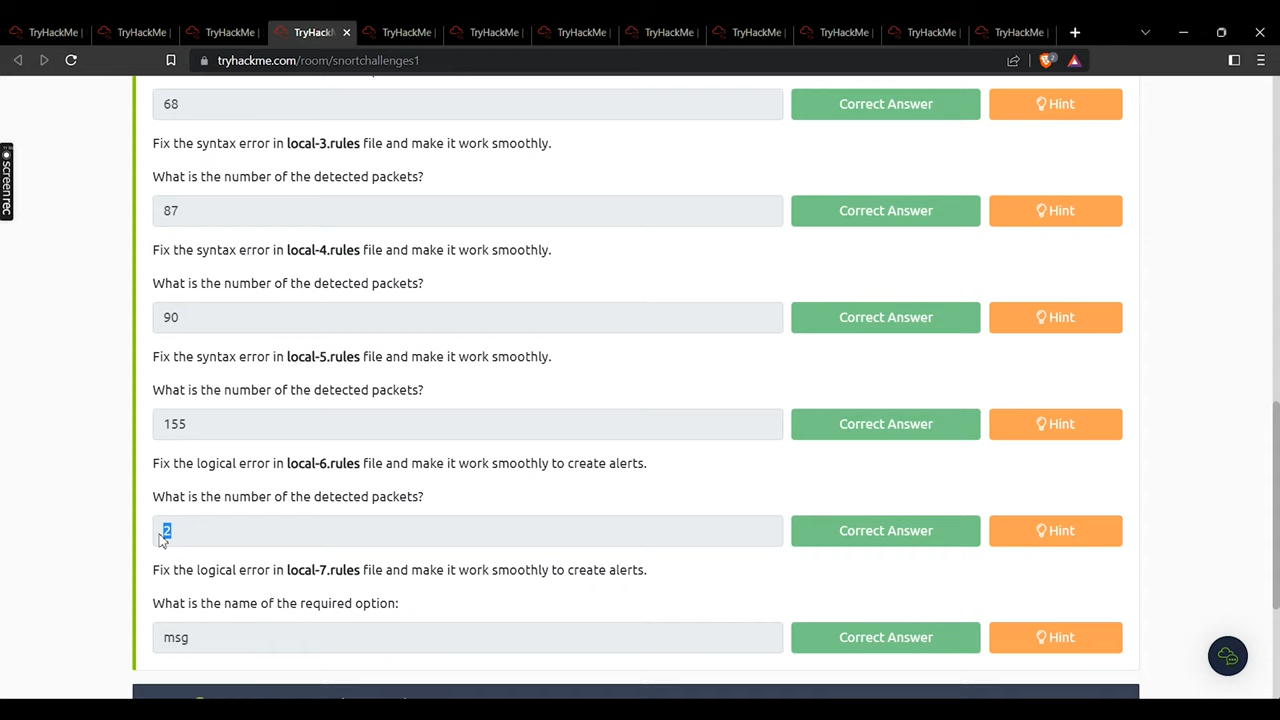 TryHackMe |
TryHackMe |
TryHackMe |
TryHackM
TryHackMe |
TryHackMe |
TryHackMe |
TryHackMe |
TryHackMe |
TryHackMe |
TryHackMe |
TryHackMe |
tryhackme.com/room/snortchallenges1
2
68
Correct Answer
Hint
Fix the syntax error in local-3.rules file and make it work smoothly.
What is the number of the detected packets?
87
Correct Answer
Hint
Fix the syntax error in local-4.rules file and make it work smoothly.
What is the number of the detected packets?
90
Correct Answer
Hint
Fix the syntax error in local-5.rules file and make it work smoothly.
What is the number of the detected packets?
155
Correct Answer
Hint
Fix the logical error in local-6.rules file and make it work smoothly to create alerts.
What is the number of the detected packets?
2
Correct Answer
Hint
Fix the logical error in local-7.rules file and make it work smoothly to create alerts.
What is the name of the required option:
msg
Correct Answer
Hint
screenrec